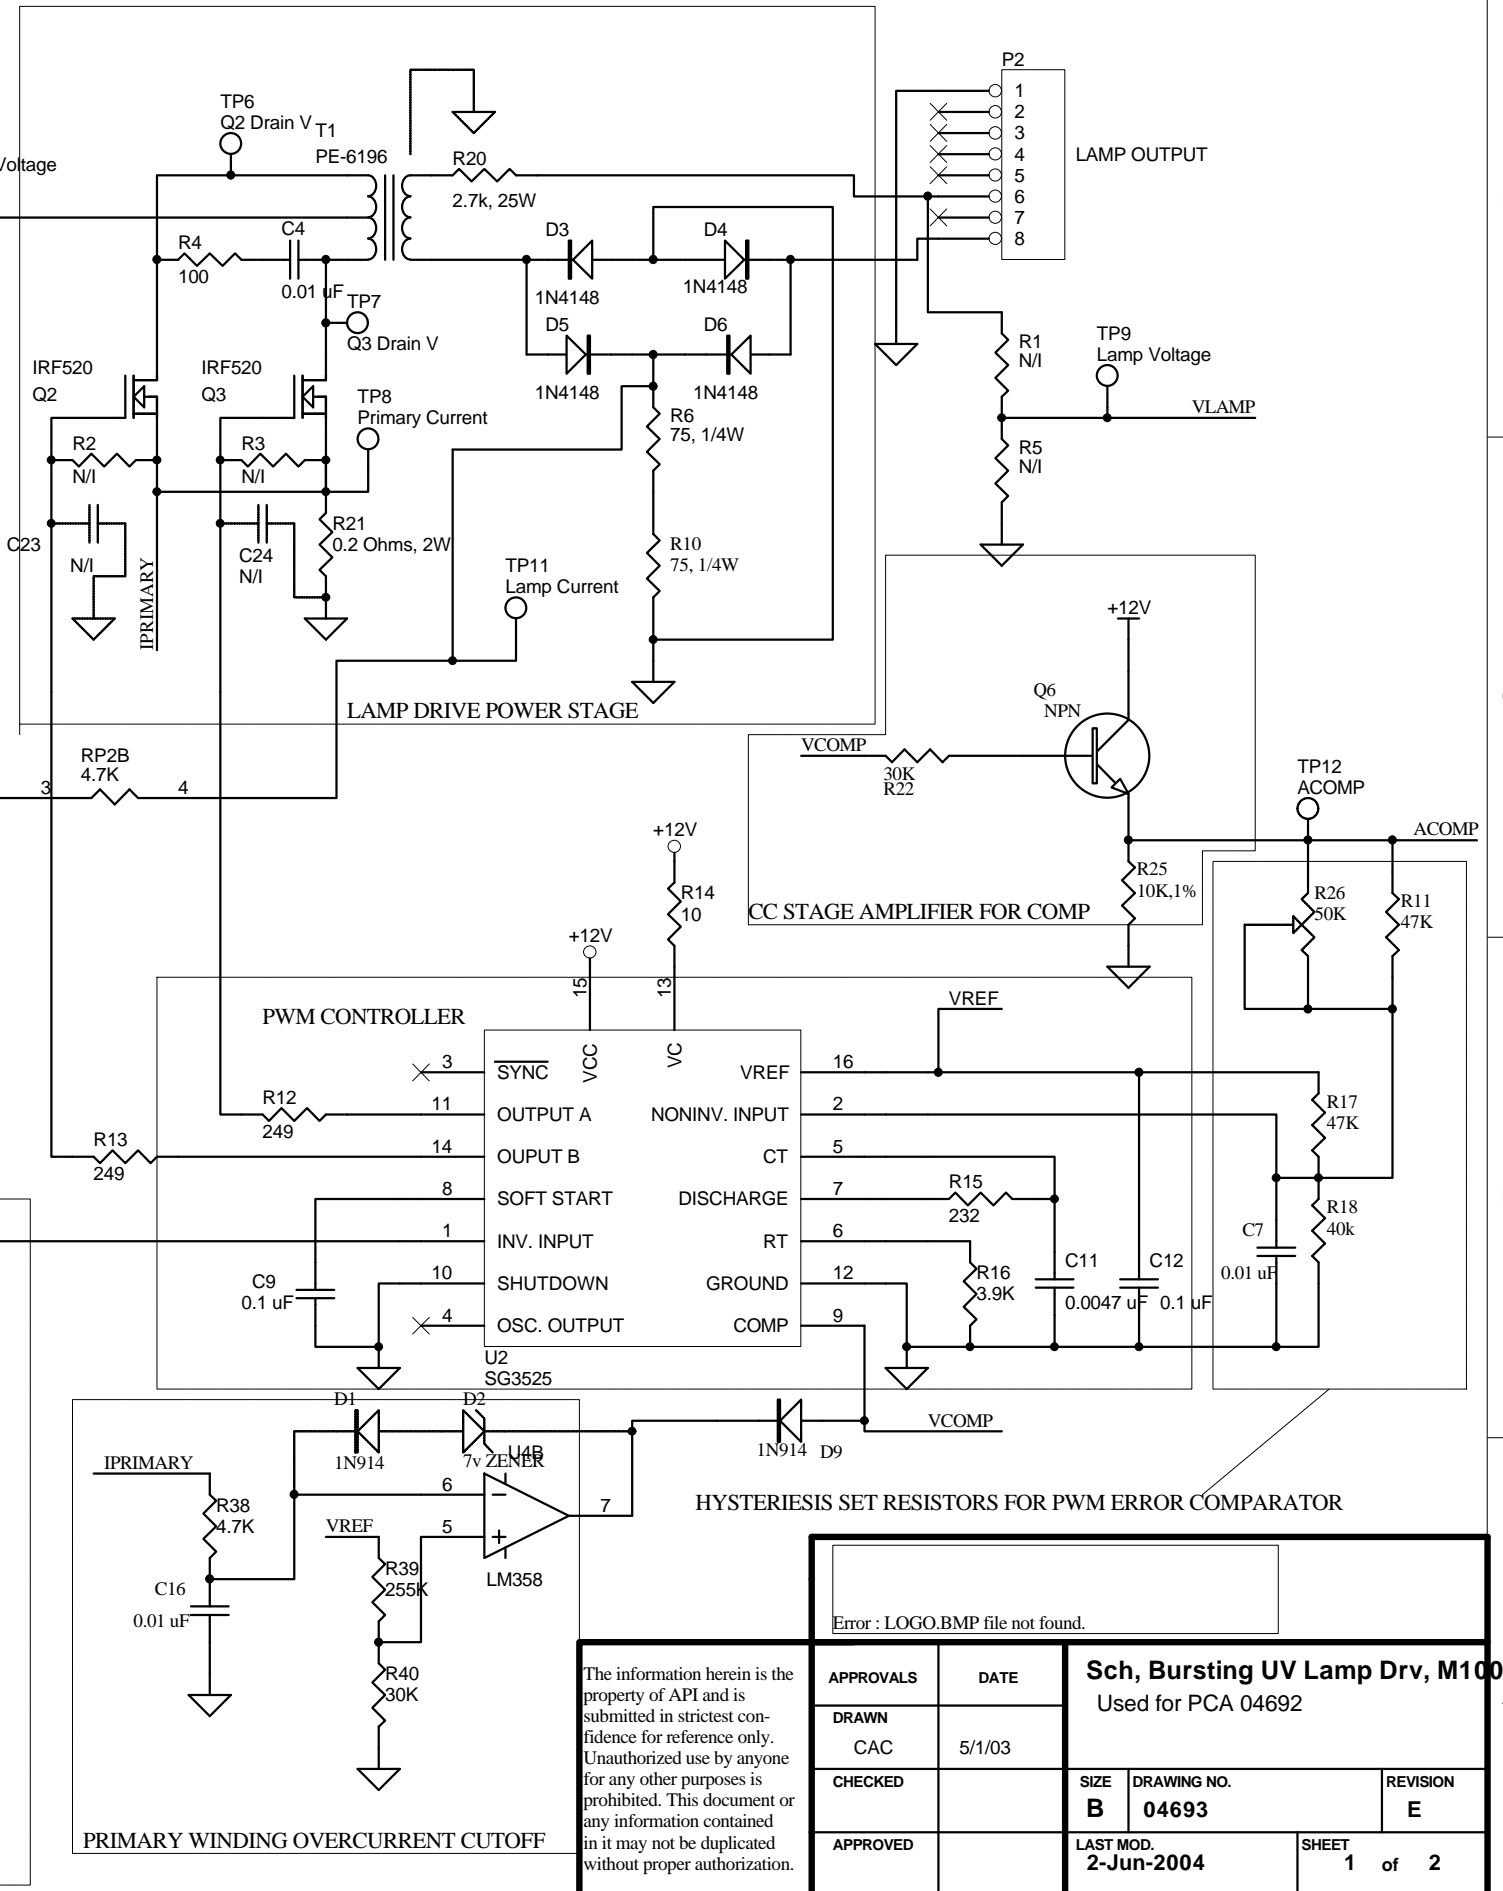 P2
1
2
3
4
5
6
7
8
LAMP OUTPUT
TP6
Q2 Drain V
T1
PE-6196
Voltage
R20
2.7k, 25W
R4
100
C4
0.01 uF
TP7
Q3 Drain V
D3
1N4148
D4
1N4148
D5
1N4148
D6
1N4148
IRF520
Q2
IRF520
Q3
TP8
Primary Current
R1
N/I
TP9
Lamp Voltage
VLAMP
R2
N/I
R3
N/I
R6
75, 1/4W
R5
N/I
C23
N/I
C24
N/I
R21
0.2 Ohms, 2W
R10
75, 1/4W
IPRIMARY
TP11
Lamp Current
LAMP DRIVE POWER STAGE
+12V
Q6
NPN
VCOMP
30K
R22
RP2B
4.7K
3
4
TP12
ACOMP
ACOMP
+12V
R14
10
R25
10K,1%
CC STAGE AMPLIFIER FOR COMP
R26
50K
R11
47K
+12V
15
13
PWM CONTROLLER
VREF
VCC
VC
3
SYNC
VREF
16
R12
249
11
OUTPUT A
NONINV. INPUT
2
R17
47K
R13
249
14
OUPUT B
CT
5
8
SOFT START
DISCHARGE
7
R15
232
1
INV. INPUT
RT
6
R18
40k
C7
0.01 uF
C9
0.1 uF
10
SHUTDOWN
GROUND
12
R16
3.9K
C11
0.0047 uF
C12
0.1 uF
4
OSC. OUTPUT
COMP
9
U2
SG3525
D1
1N914
D2
7v ZENER
U4B
1N914
D9
VCOMP
IPRIMARY
R38
4.7K
6
7
VREF
5
LM358
R39
255K
C16
0.01 uF
R40
30K
PRIMARY WINDING OVERCURRENT CUTOFF
HYSTERIESIS SET RESISTORS FOR PWM ERROR COMPARATOR
Error : LOGO.BMP file not found.
The information herein is the
property of API and is
submitted in strictest con-
fidence for reference only.
Unauthorized use by anyone
for any other purposes is
prohibited. This document or
any information contained
in it may not be duplicated
without proper authorization.
APPROVALS
DATE
DRAWN
CAC
5/1/03
CHECKED
APPROVED
Sch, Bursting UV Lamp Drv, M100
Used for PCA 04692
SIZE
B
DRAWING NO.
04693
REVISION
E
LAST MOD.
2-Jun-2004
SHEET
1 of 2